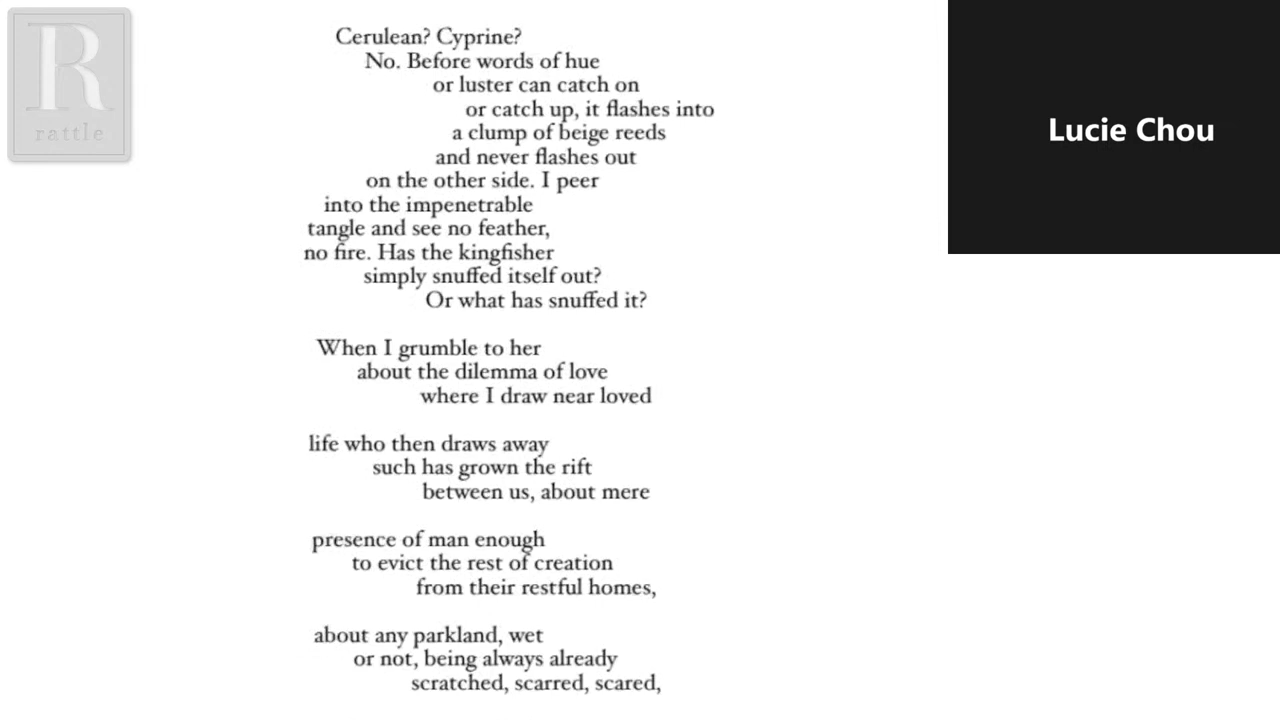 R
rattle
Cerulean? Cyprine?
No. Before words of hue
or luster can catch on
or catch up, it flashes into
a clump of beige reeds
and never flashes out
on the other side. I peer
into the impenetrable
tangle and see no feather,
no fire. Has the kingfisher
simply snuffed itself out?
Or what has snuffed it?
When I grumble to her
about the dilemma of love
where I draw near loved
life who then draws away
such has grown the rift
between us, about mere
presence of man enough
to evict the rest of creation
from their restful homes,
about any parkland, wet
or not, being always already
scratched, scarred, scared,
Lucie Chou